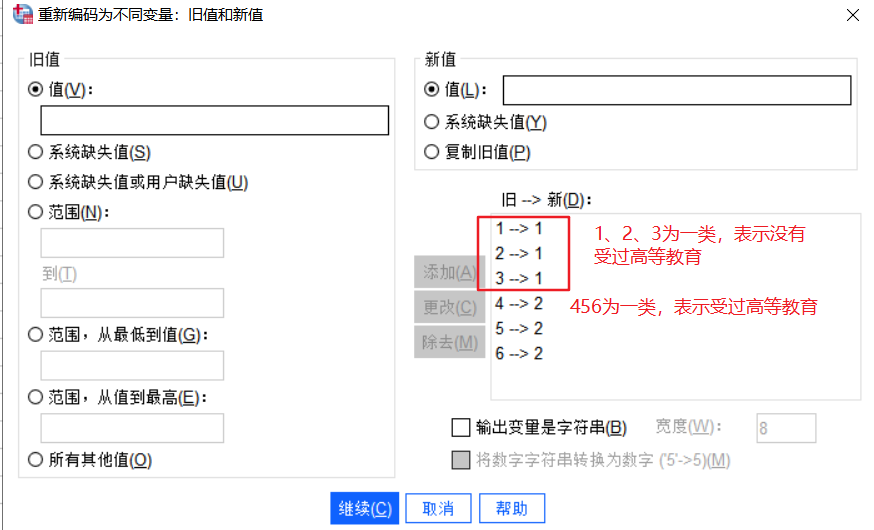 重新编码为不同变量：旧值和新值
旧值
值(V)：
系统缺失值(S)
系统缺失值或用户缺失值(U)
范围(N)：
到(T)
范围，从最低到值(G)：
范围，从值到最高(E)：
所有其他值(O)
新值
值(L)：
系统缺失值(Y)
复制旧值(P)
旧 --> 新(D)：
添加(A)
更改(C)
除去(M)
1 --> 1
2 --> 1
3 --> 1
4 --> 2
5 --> 2
6 --> 2
1、2、3为一类，表示没有
受过高等教育
456为一类，表示受过高等教育
输出变量是字符串(B) 宽度(W)： 8
将数字字符串转换为数字 ('5'->5)(M)
继续(C) 取消 帮助